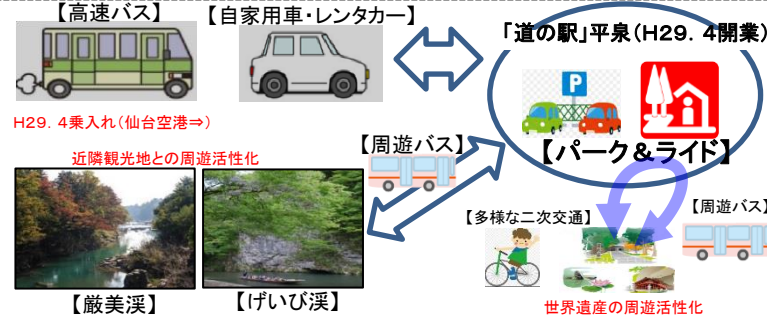 【高速バス】
【自家用車・レンタカー】
「道の駅」平泉(H29．4開業)
P
H29．4乗入れ(仙台空港⇒)
【パーク&ライド】
近隣観光地との周遊活性化
【周遊バス】
【多様な二次交通】
【周遊バス】
【厳美渓】
【げいび渓】
世界遺産の周遊活性化